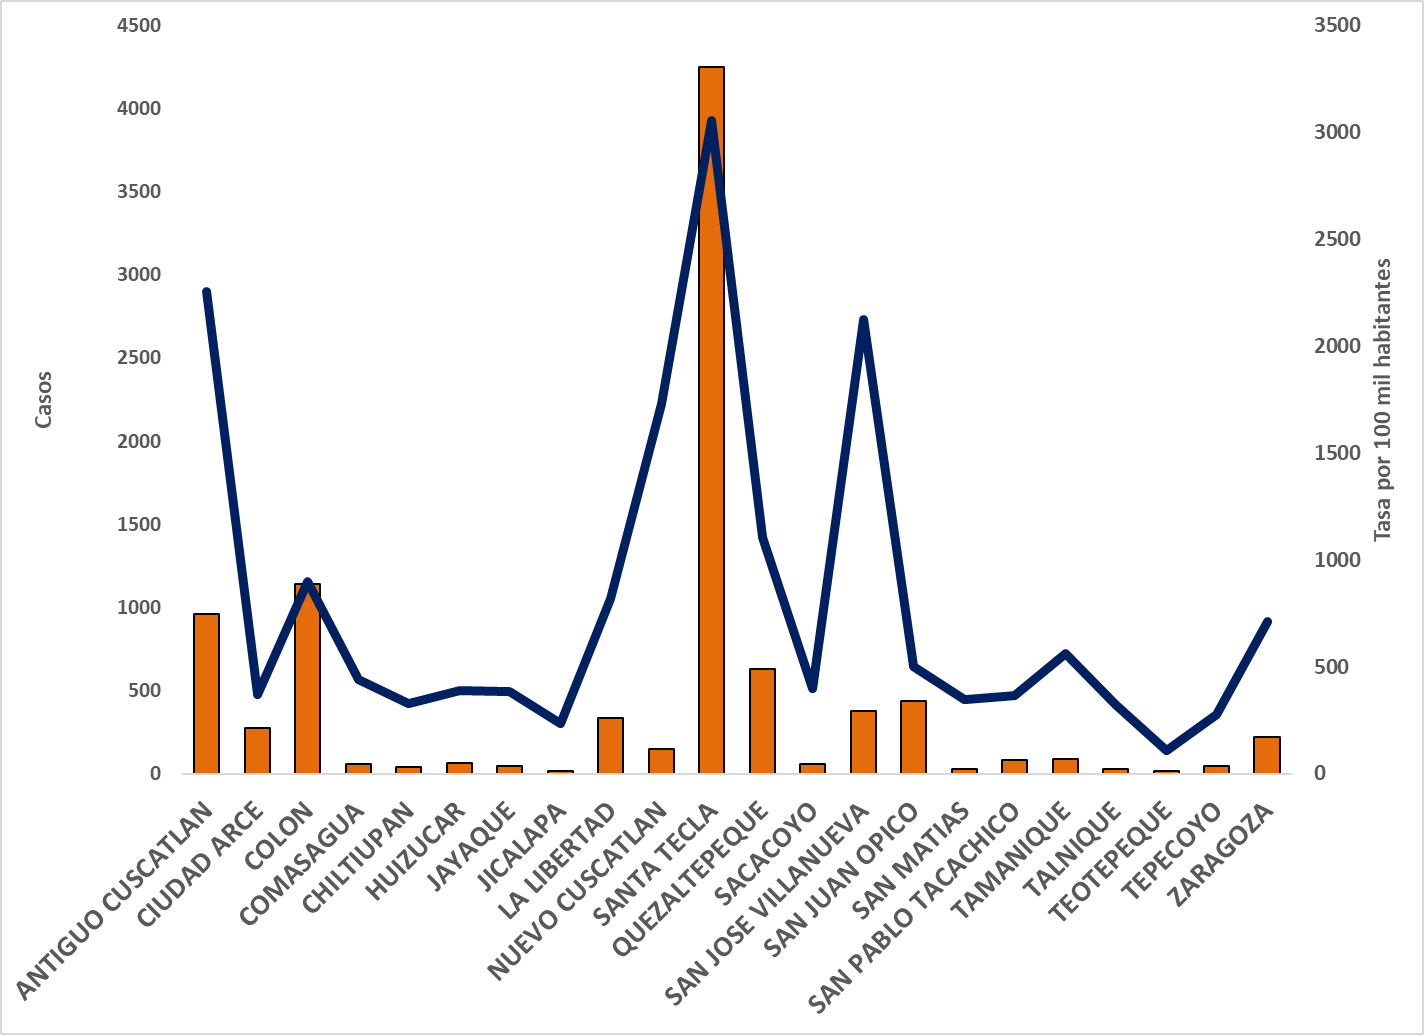 4500
4000
3500
3000
2500
2000
1500
1000
500
0
Casos
3500
3000
2500
2000
1500
1000
500
0
Tasa por 100 mil habitantes
ANTIGUO CUSCATLAN
CIUDAD ARCE
COLON
COMASAGUA
CHILTIUPAN
HUIZUCAR
JAYAQUE
JICALAPA
LA LIBERTAD
NUEVO CUSCATLAN
SANTA TECLA
QUEZALTEPEQUE
SACACOYO
SAN JOSE VILLANUEVA
SAN JUAN OPICO
SAN MATIAS
SAN PABLO TACACHICO
TAMANIQUE
TALNIQUE
TEOTEPEQUE
TEPECOYO
ZARAGOZA